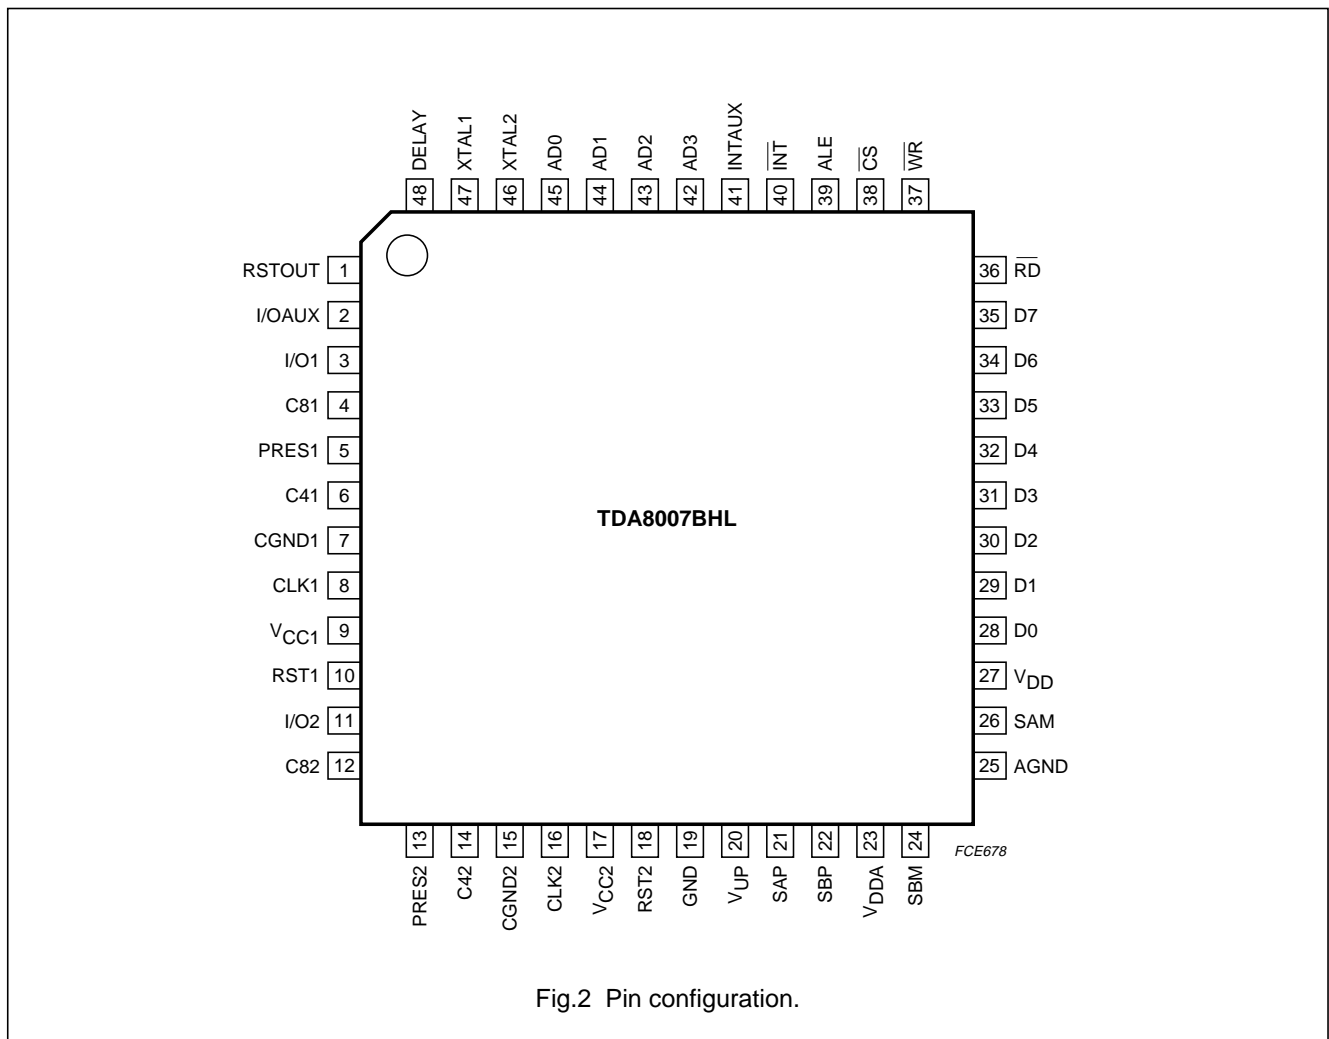 48 DELAY
47 XTAL1
46 XTAL2
45 AD0
44 AD1
43 AD2
42 AD3
41 INTAUX
40 I̅N̅T̅
39 ALE
38 C̅S̅
37 W̅R̅
RSTOUT 1
I/OAUX 2
I/O1 3
C81 4
PRES1 5
C41 6
CGND1 7
CLK1 8
VCC1 9
RST1 10
I/O2 11
C82 12
TDA8007BHL
36 R̅D̅
35 D7
34 D6
33 D5
32 D4
31 D3
30 D2
29 D1
28 D0
27 VDD
26 SAM
25 AGND
PRES2 13
C42 14
CGND2 15
CLK2 16
VCC2 17
RST2 18
GND 19
VUP 20
SAP 21
SBP 22
VDDA 23
SBM 24
FCE678
Fig.2 Pin configuration.